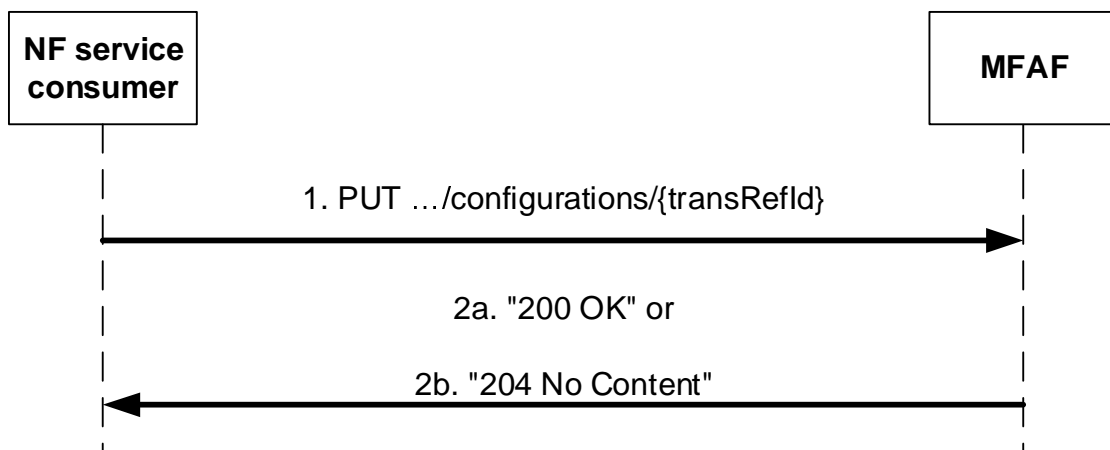 NF service
consumer
MFAF
1. PUT …/configurations/{transRefId}
2a. "200 OK" or
2b. "204 No Content"